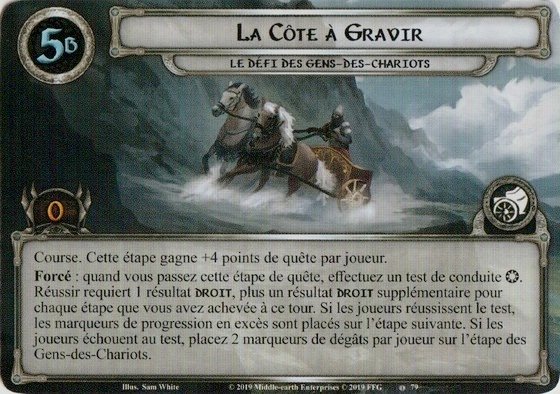 5B
La Côte à Gravir
Le Défi des Gens-des-Chariots
0
Course. Cette étape gagne +4 points de quête par joueur.
Forcé : quand vous passez cette étape de quête, effectuez un test de conduite.
Réussir requiert 1 résultat DROIT, plus un résultat DROIT supplémentaire pour
chaque étape que vous avez achevée à ce tour. Si les joueurs réussissent le test,
les marqueurs de progression en excès sont placés sur l'étape suivante. Si les
joueurs échouent au test, placez 2 marqueurs de dégâts par joueur sur l'étape des
Gens-des-Chariots.
Illus. Sam White © 2019 Middle-earth Enterprises © 2019 FFG 79